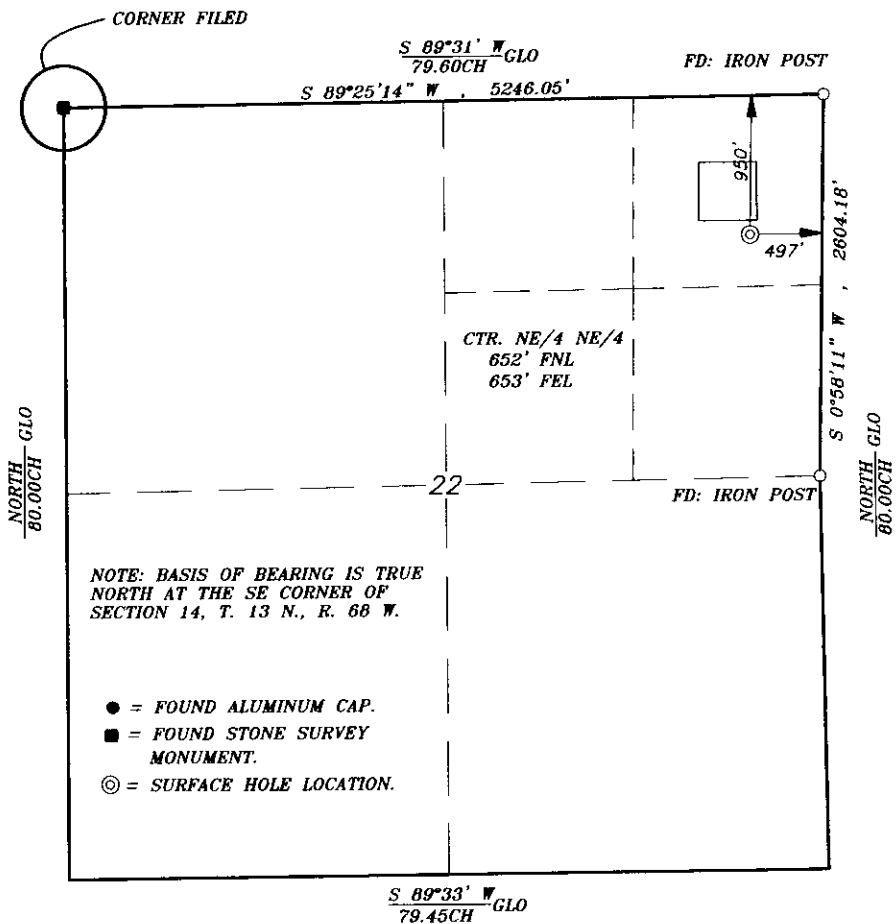 CORNER FILED
S 89°31' W GLO
79.60CH
FD: IRON POST
S 89°25'14" W , 5246.05'
950'
497'
S 0°58'11" W , 2604.18'
CTR. NE/4 NE/4
652' FNL
653' FEL
NORTH GLO
80.00CH
NORTH GLO
80.00CH
22
FD: IRON POST
NOTE: BASIS OF BEARING IS TRUE
NORTH AT THE SE CORNER OF
SECTION 14, T. 13 N., R. 68 W.
= FOUND ALUMINUM CAP.
= FOUND STONE SURVEY
MONUMENT.
= SURFACE HOLE LOCATION.
S 89°33' W GLO
79.45CH